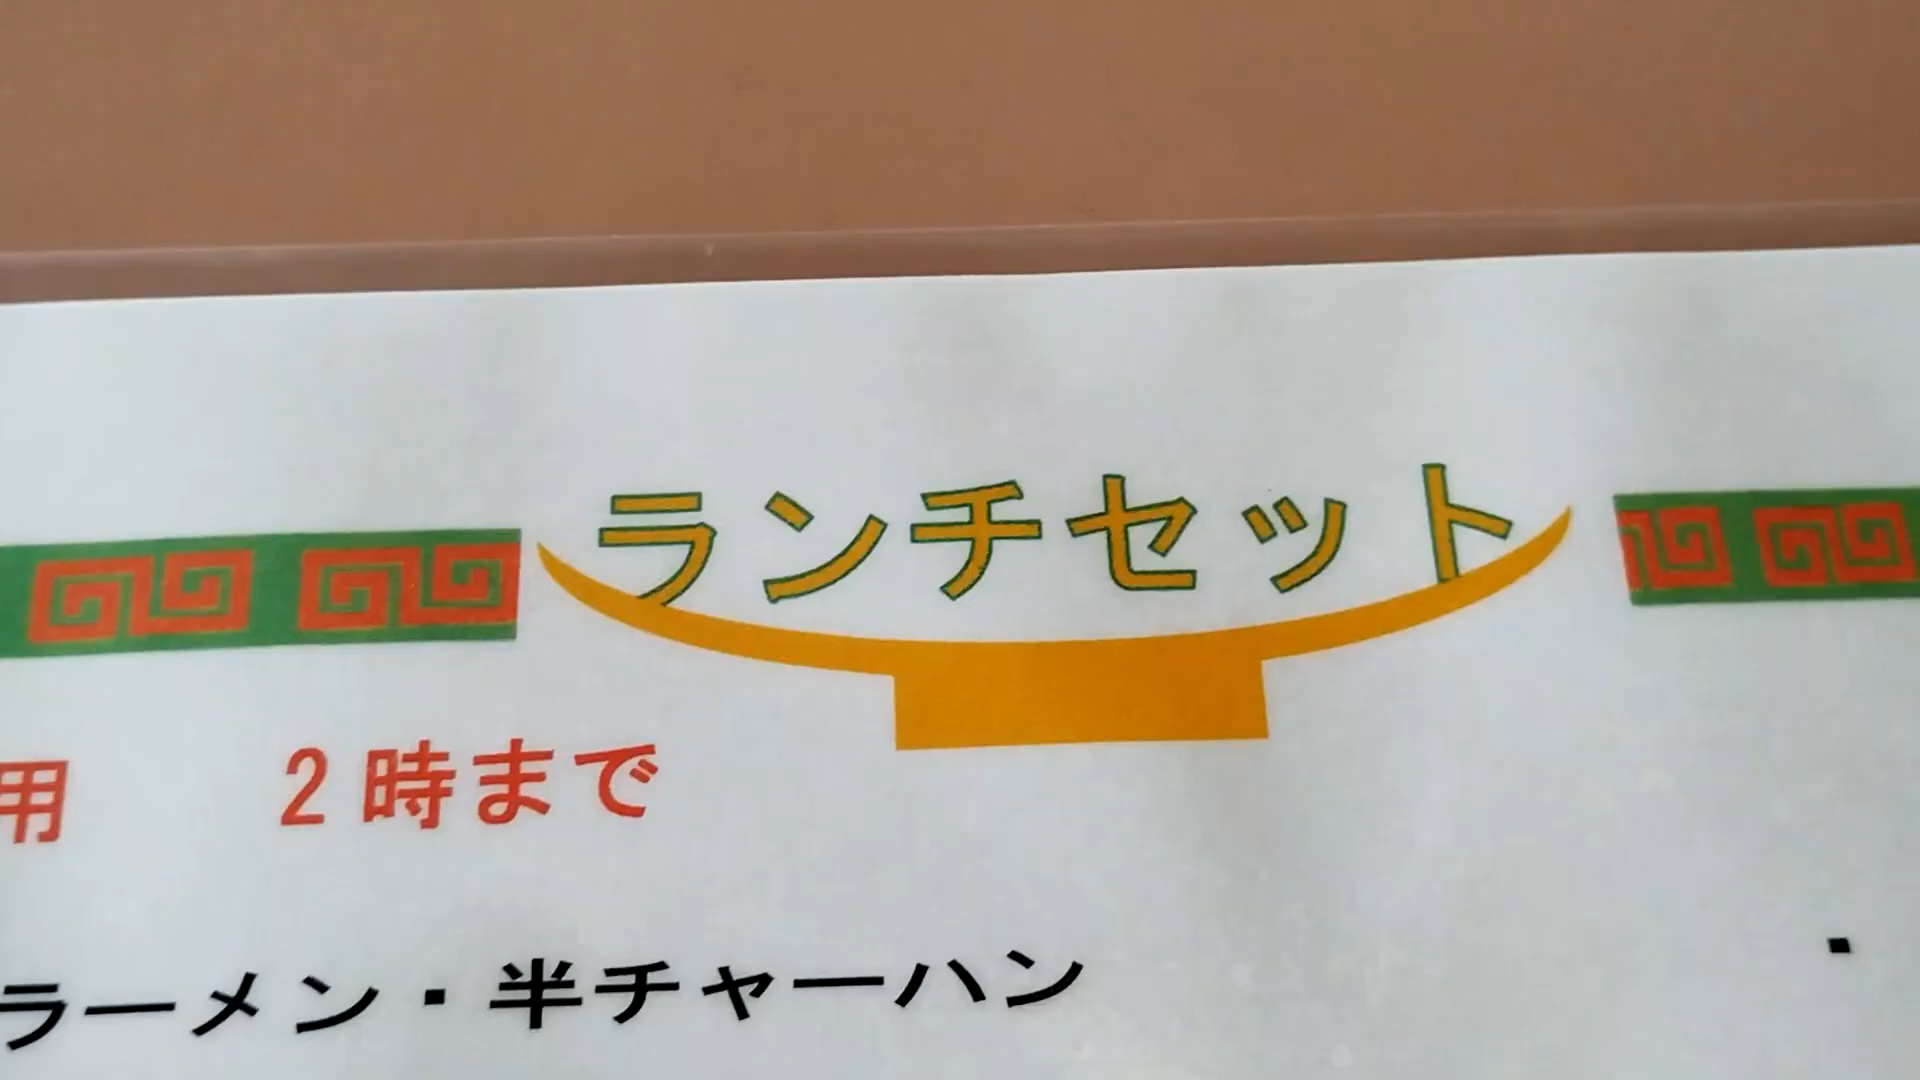 ランチセット
用　２時まで
ラーメン・半チャーハン ・